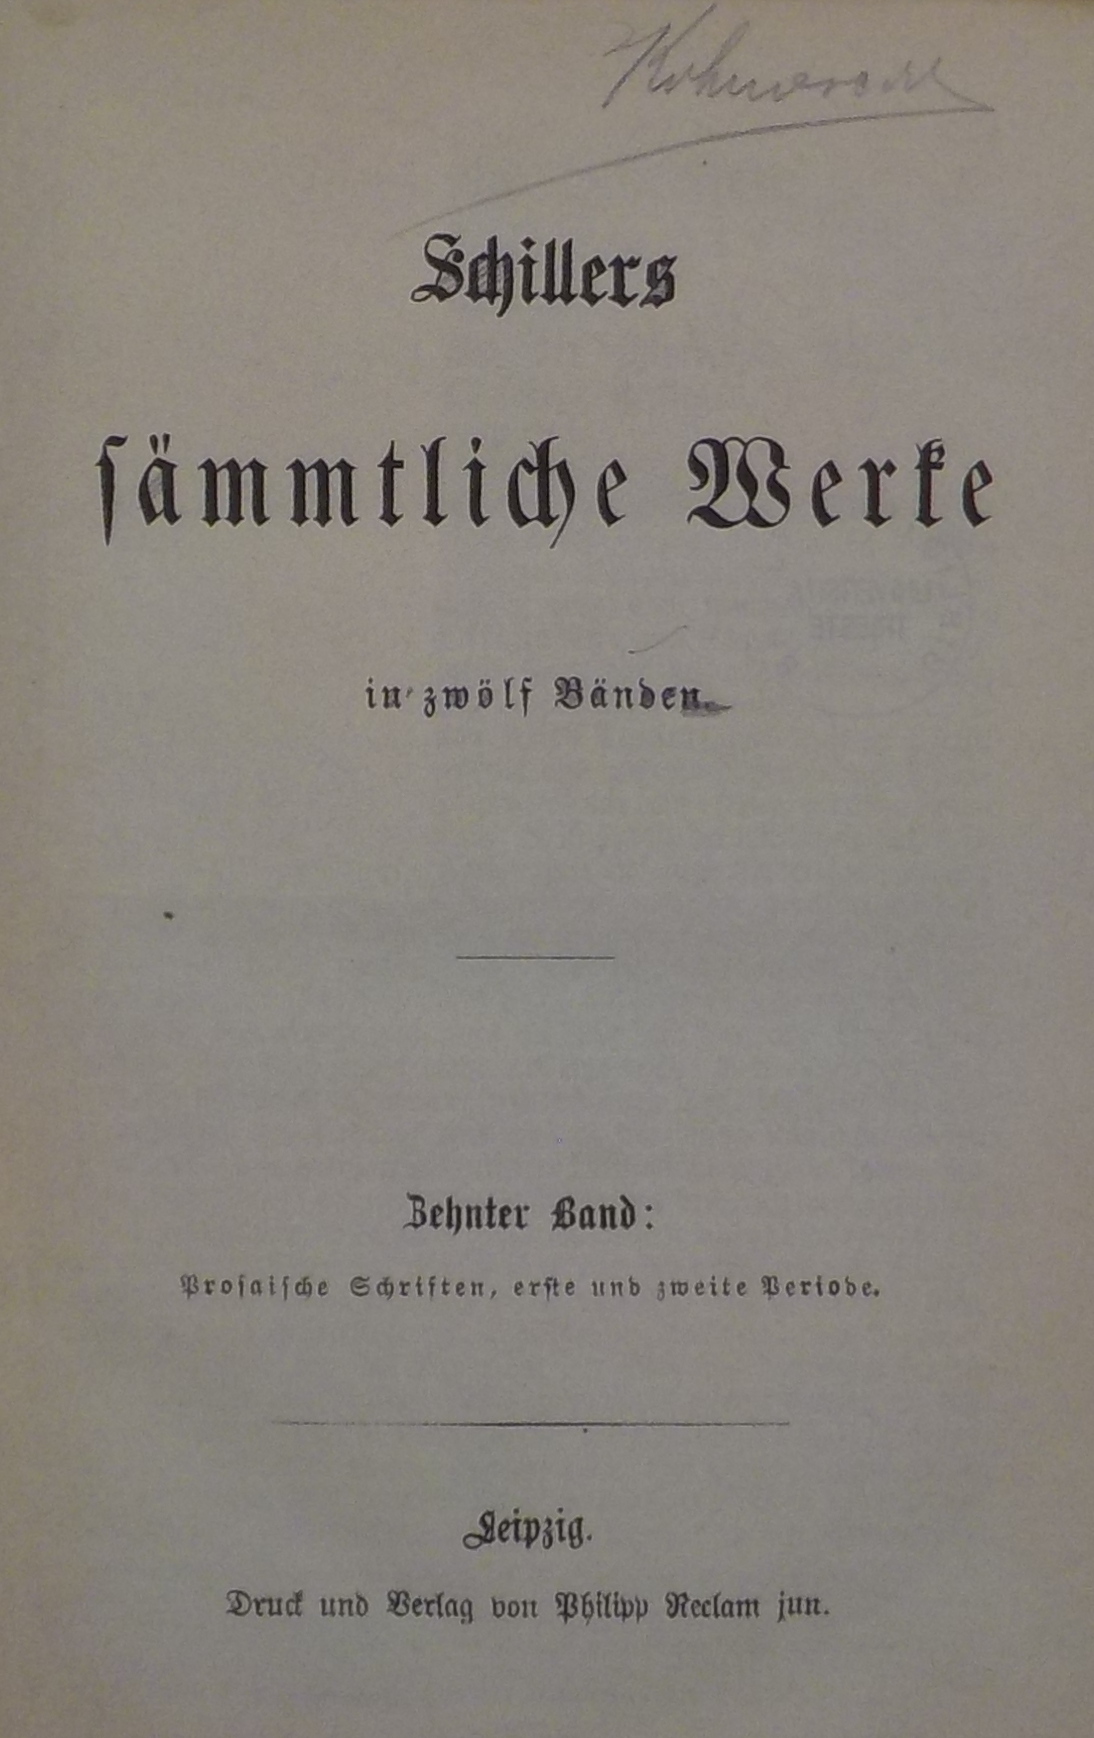 Schillers
sämmtliche Werke
in zwölf Bänden.
Zehnter Band:
Prosaische Schriften, erste und zweite Periode.
Leipzig.
Druck und Verlag von Philipp Reclam jun.